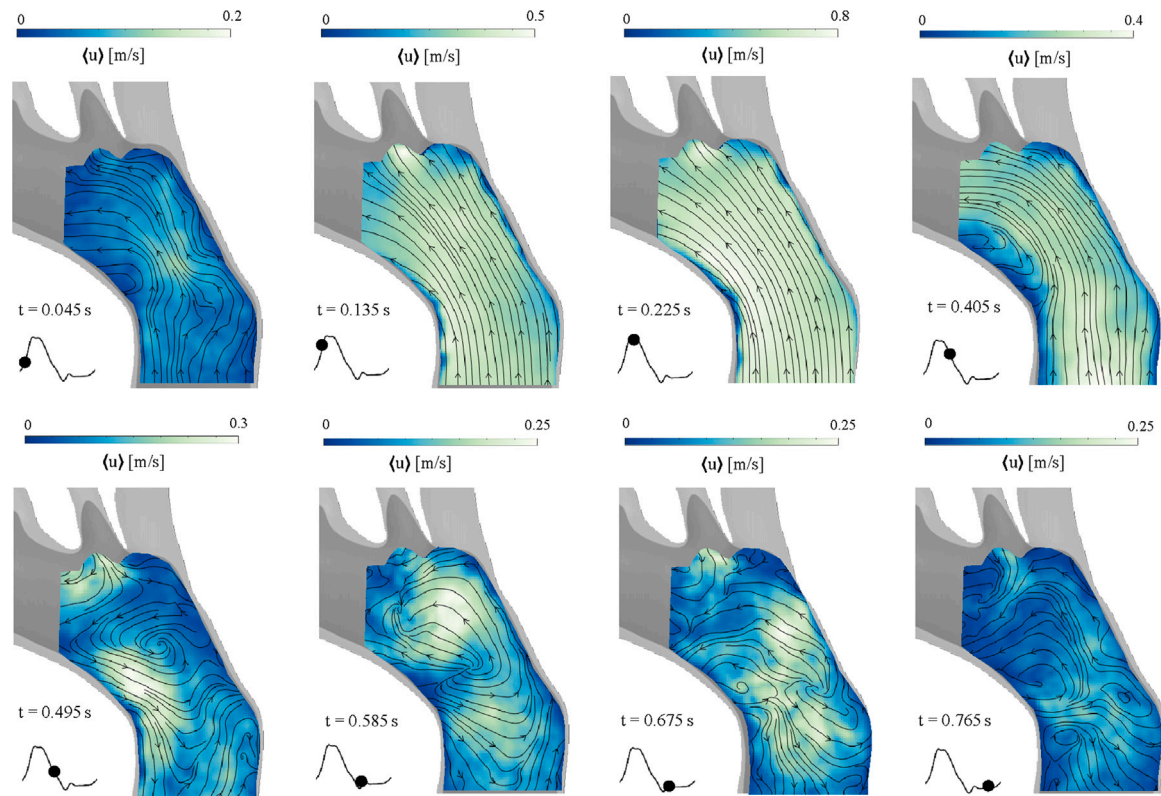 0 0.2
⟨u⟩ [m/s]
t = 0.045 s
0 0.5
⟨u⟩ [m/s]
t = 0.135 s
0 0.8
⟨u⟩ [m/s]
t = 0.225 s
0 0.4
⟨u⟩ [m/s]
t = 0.405 s
0 0.3
⟨u⟩ [m/s]
t = 0.495 s
0 0.25
⟨u⟩ [m/s]
t = 0.585 s
0 0.25
⟨u⟩ [m/s]
t = 0.675 s
0 0.25
⟨u⟩ [m/s]
t = 0.765 s